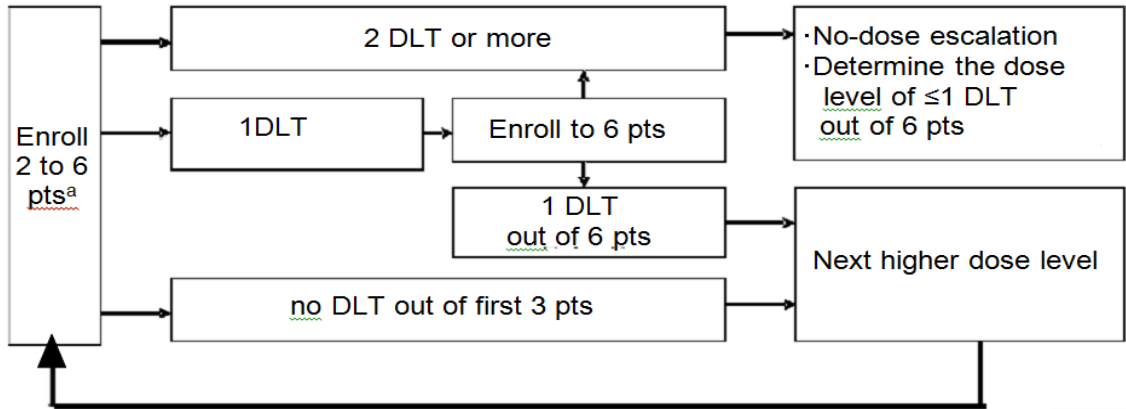 Enroll
2 to 6
ptsᵃ
2 DLT or more
1DLT
Enroll to 6 pts
1 DLT
out of 6 pts
no DLT out of first 3 pts
·No-dose escalation
·Determine the dose
level of ≤1 DLT
out of 6 pts
Next higher dose level